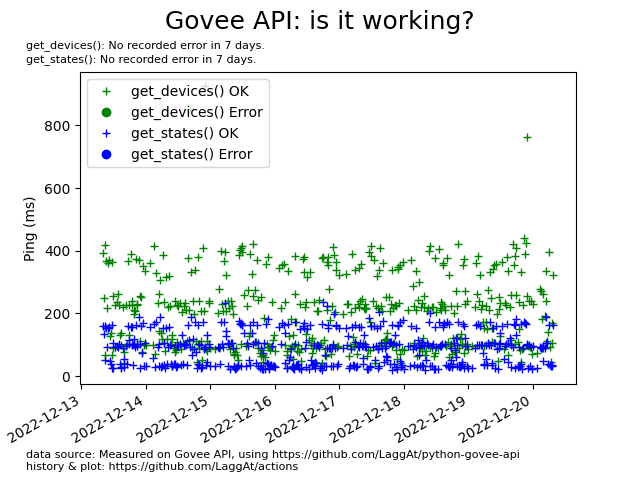 Govee API: is it working?
get_devices(): No recorded error in 7 days.
get_states(): No recorded error in 7 days.
get_devices() OK
get_devices() Error
get_states() OK
get_states() Error
Ping (ms)
800
600
400
200
0
2022-12-13
2022-12-14
2022-12-15
2022-12-16
2022-12-17
2022-12-18
2022-12-19
2022-12-20
data source: Measured on Govee API, using https://github.com/LaggAt/python-govee-api
history & plot: https://github.com/LaggAt/actions